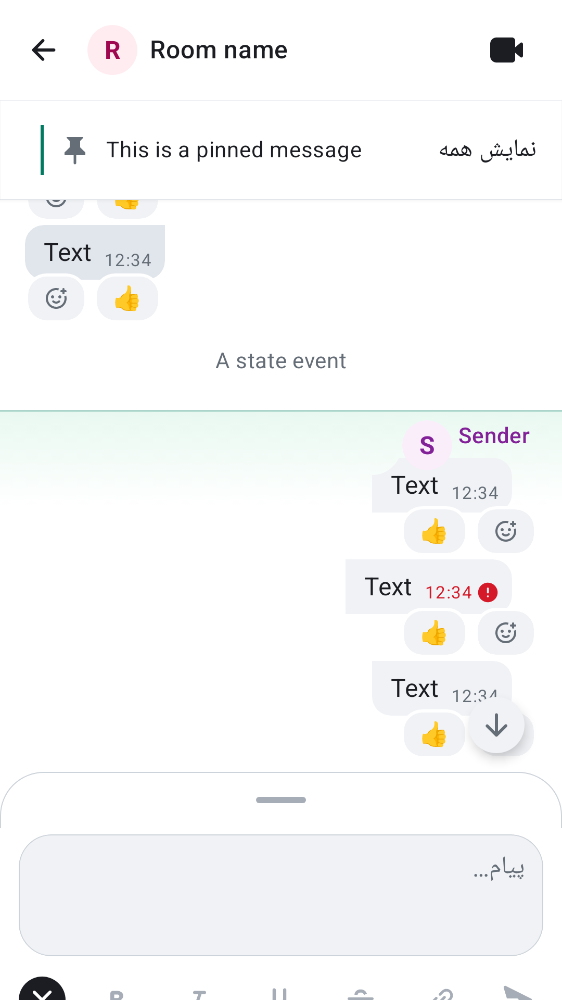 R Room name
This is a pinned message نمایش همه
Text 12:34
A state event
S Sender
Text 12:34
Text 12:34
Text 12:34
پیام...